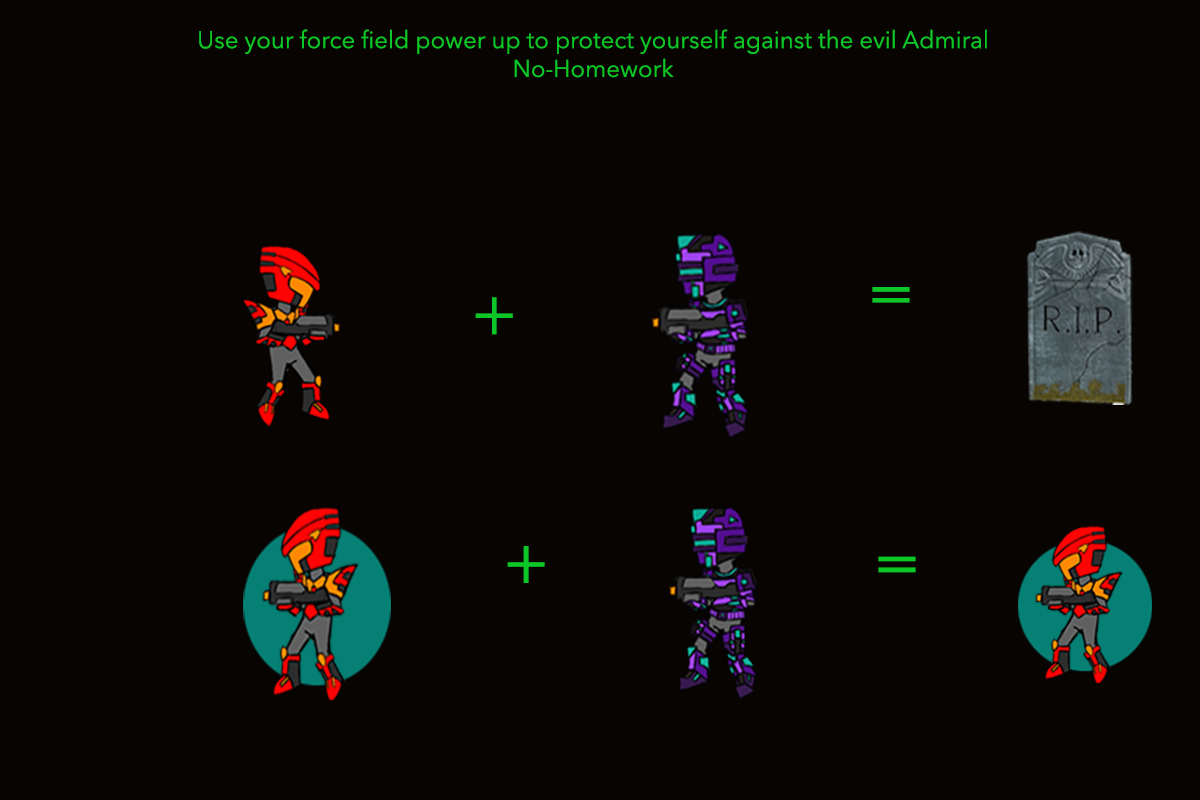 Use your force field power up to protect yourself against the evil Admiral
No-Homework
+
=
R.I.P.
+
=